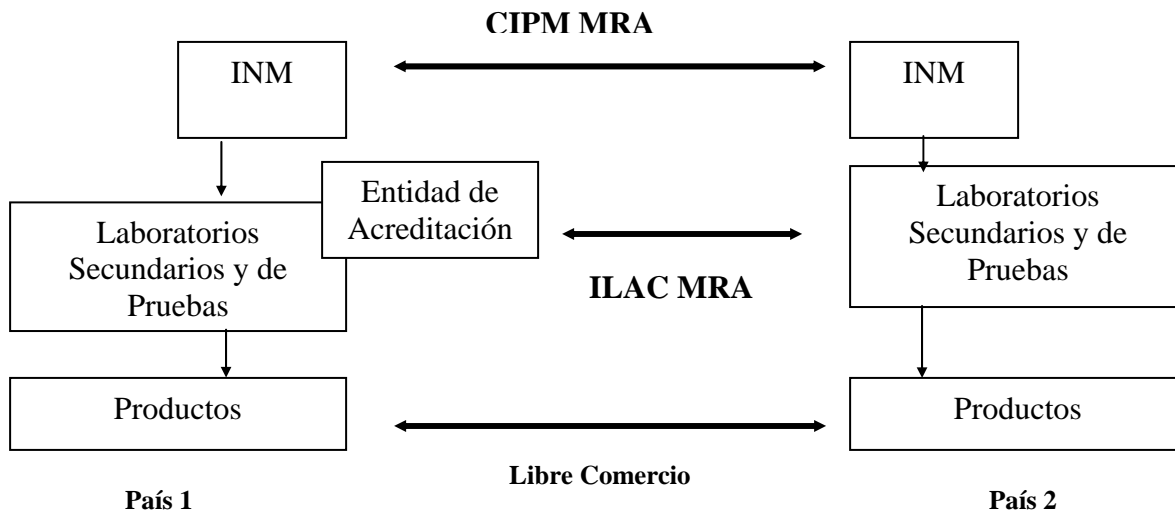 CIPM MRA
INM
INM
Entidad de
Acreditación
Laboratorios
Secundarios y de
Pruebas
Laboratorios
Secundarios y de
Pruebas
ILAC MRA
Productos
Productos
Libre Comercio
País 1
País 2